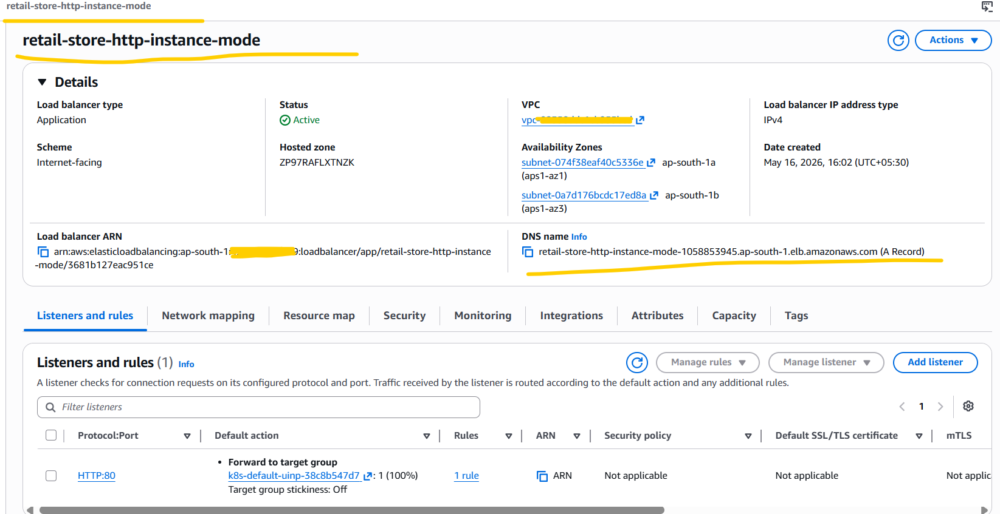 retail-store-http-instance-mode
retail-store-http-instance-mode
Actions
Details
Load balancer type
Application
Status
Active
VPC
vpc-
Load balancer IP address type
IPv4
Scheme
Internet-facing
Hosted zone
ZP97RAFLXTNZK
Availability Zones
subnet-074f38eaf40c5336e ap-south-1a
(aps1-az1)
subnet-0a7d176bcdc17ed8a ap-south-1b
(aps1-az3)
Date created
May 16, 2026, 16:02 (UTC+05:30)
Load balancer ARN
arn:aws:elasticloadbalancing:ap-south-1: 9:loadbalancer/app/retail-store-http-instance
-mode/3681b127eac951ce
DNS name Info
retail-store-http-instance-mode-1058853945.ap-south-1.elb.amazonaws.com (A Record)
Listeners and rules Network mapping Resource map Security Monitoring Integrations Attributes Capacity Tags
Listeners and rules (1) Info
Manage rules Manage listener Add listener
A listener checks for connection requests on its configured protocol and port. Traffic received by the listener is routed according to the default action and any additional rules.
Filter listeners
1
Protocol:Port Default action Rules ARN Security policy Default SSL/TLS certificate mTLS
HTTP:80
• Forward to target group
k8s-default-uinp-38c8b547d7 : 1 (100%)
Target group stickiness: Off
1 rule
ARN
Not applicable
Not applicable
Not applic